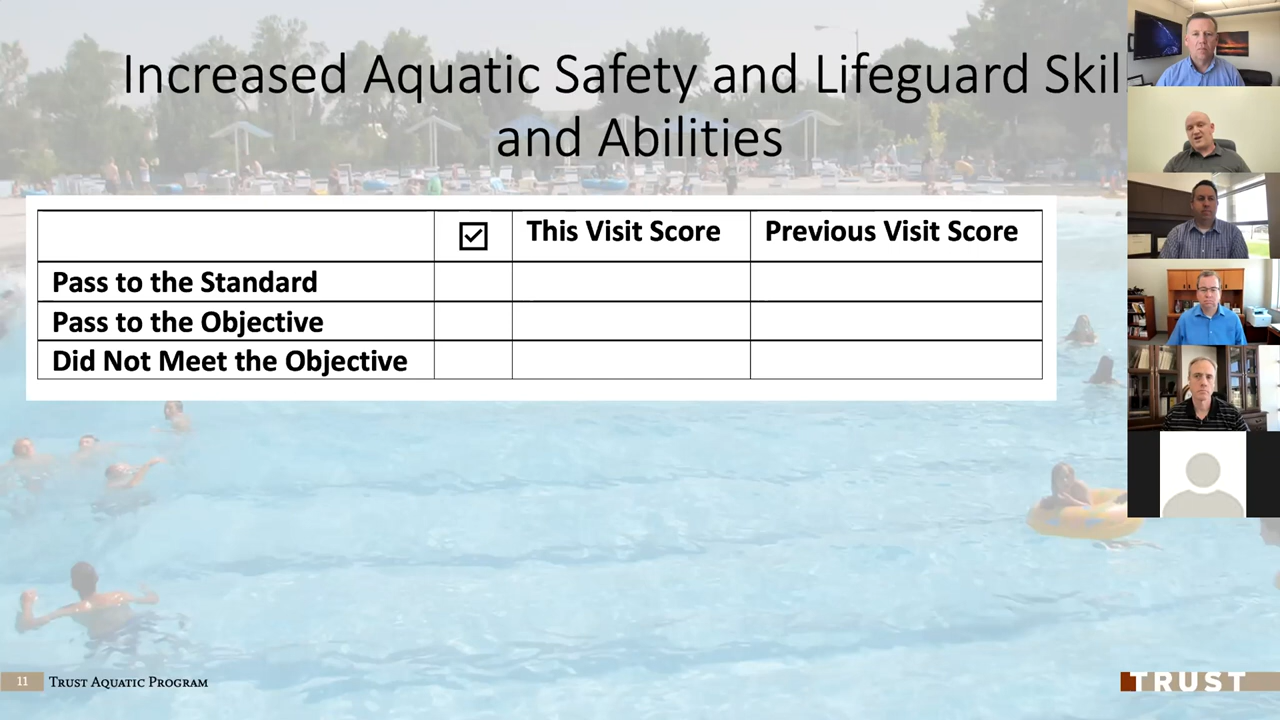 Increased Aquatic Safety and Lifeguard Skil
and Abilities
This Visit Score Previous Visit Score
Pass to the Standard
Pass to the Objective
Did Not Meet the Objective
11 Trust Aquatic Program
TRUST